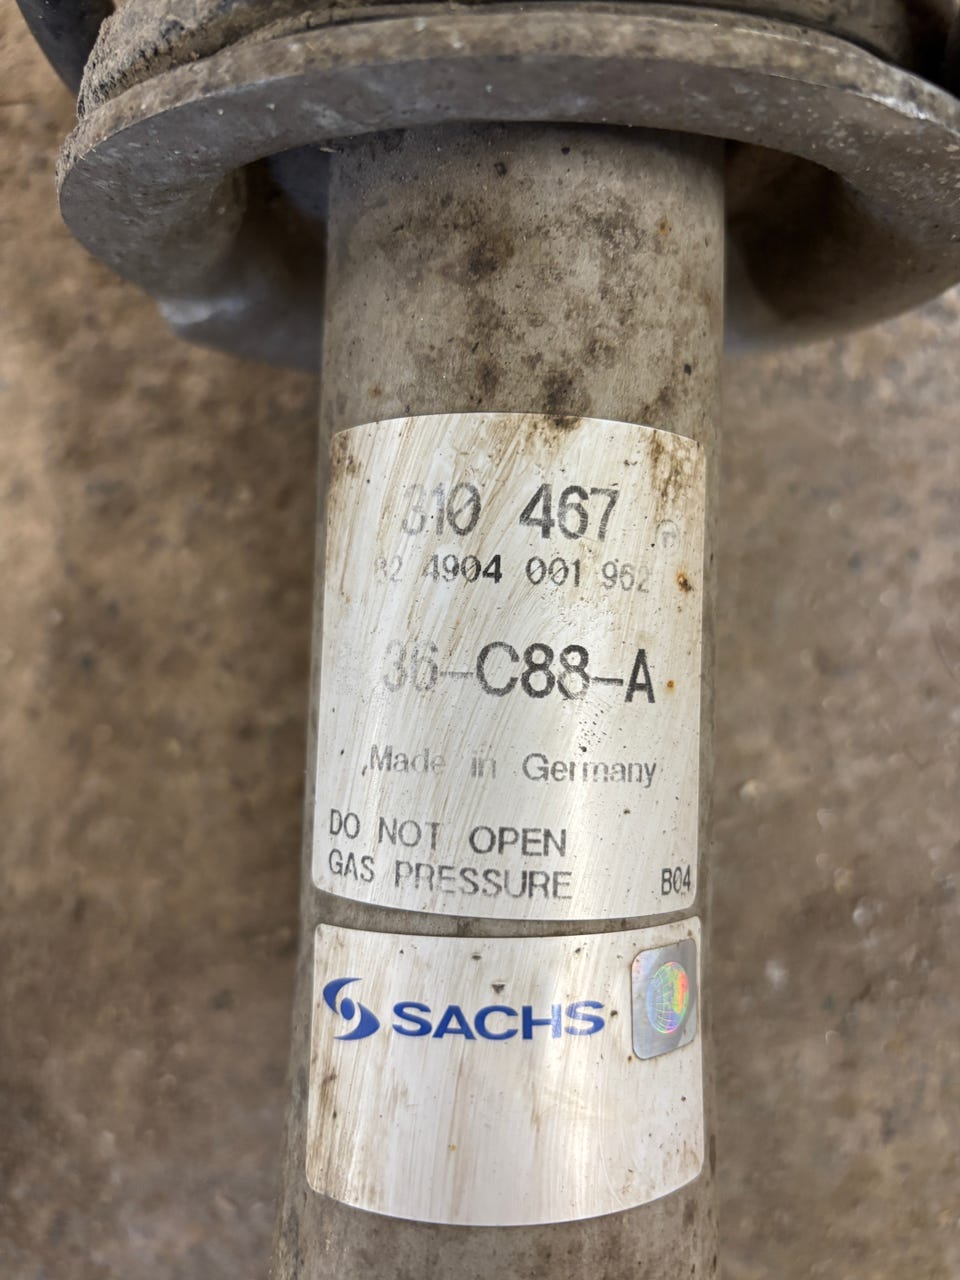 310 467
82 4904 001 962
36-C88-A
Made in Germany
DO NOT OPEN
GAS PRESSURE B04
SACHS